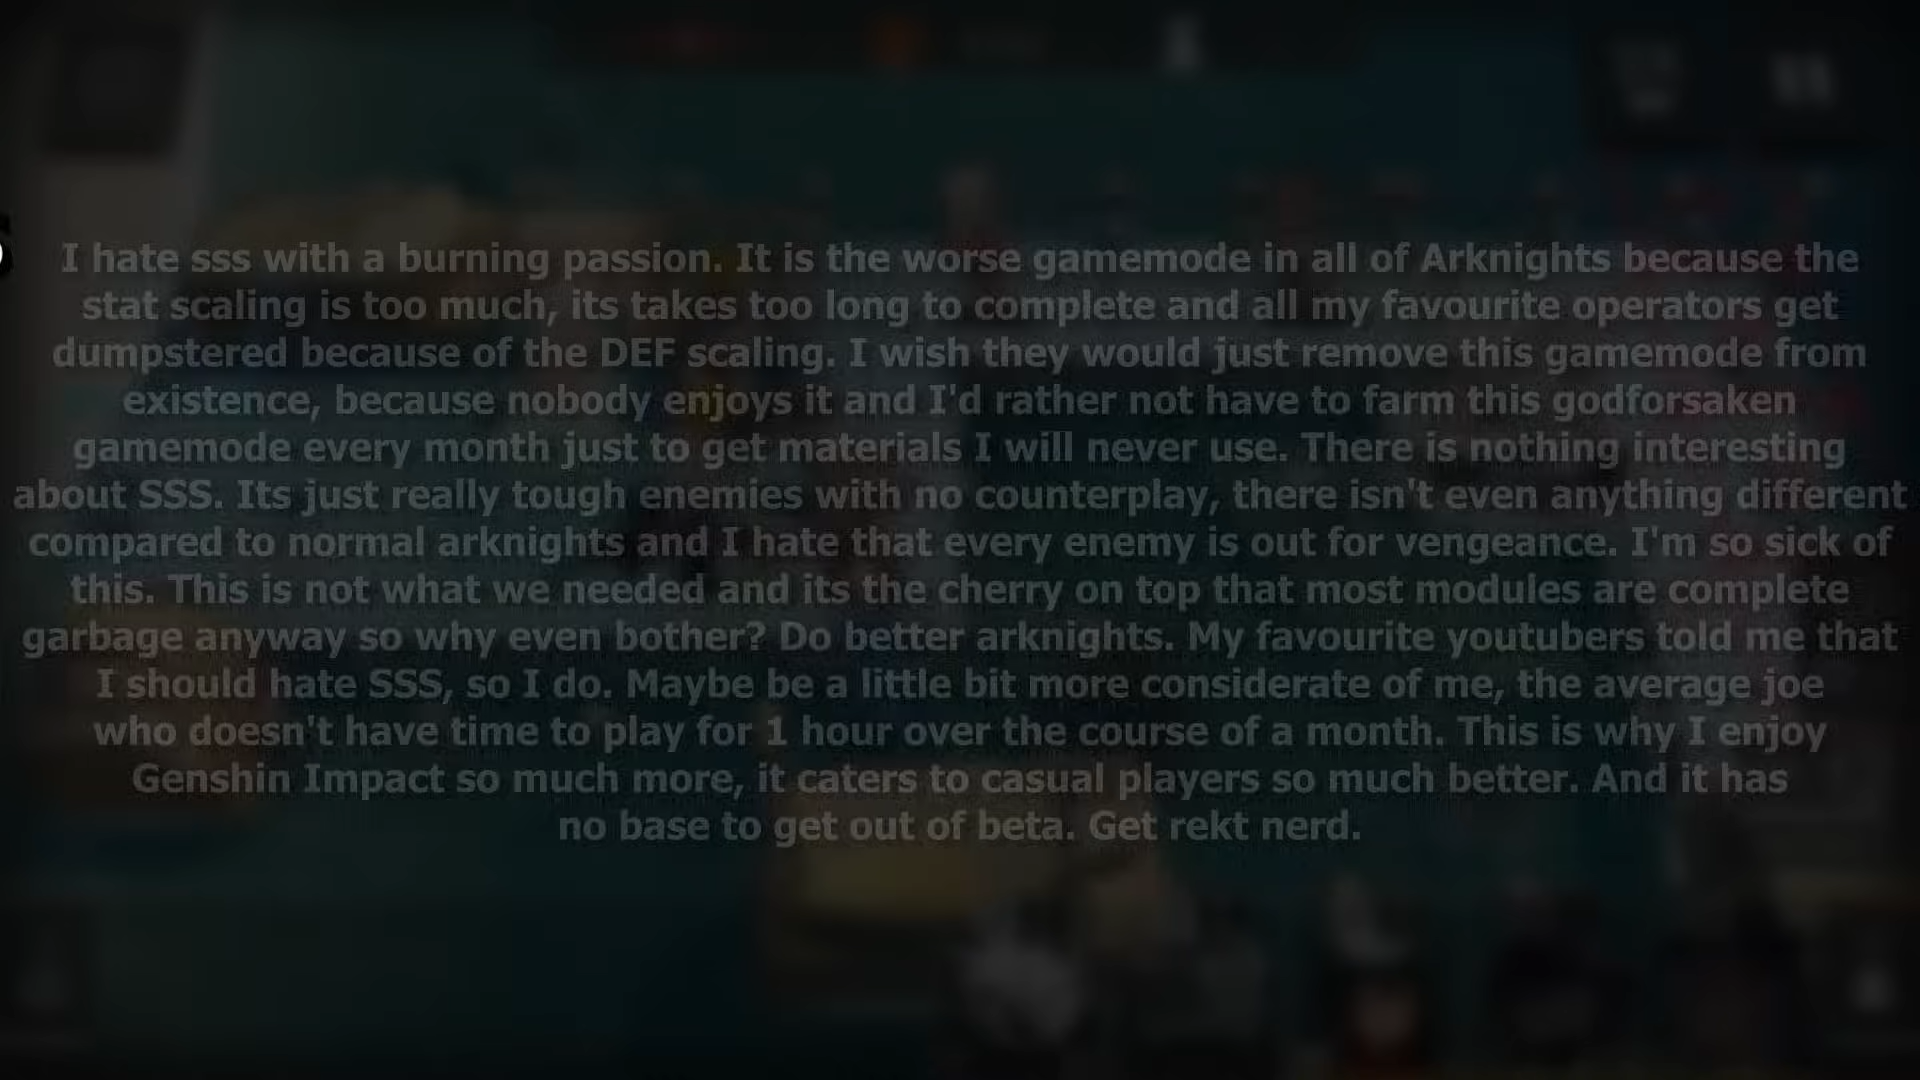 I hate sss with a burning passion. It is the worse gamemode in all of Arknights because the
stat scaling is too much, its takes too long to complete and all my favourite operators get
dumpstered because of the DEF scaling. I wish they would just remove this gamemode from
existence, because nobody enjoys it and I'd rather not have to farm this godforsaken
gamemode every month just to get materials I will never use. There is nothing interesting
about SSS. Its just really tough enemies with no counterplay, there isn't even anything different
compared to normal arknights and I hate that every enemy is out for vengeance. I'm so sick of
this. This is not what we needed and its the cherry on top that most modules are complete
garbage anyway so why even bother? Do better arknights. My favourite youtubers told me that
I should hate SSS, so I do. Maybe be a little bit more considerate of me, the average joe
who doesn't have time to play for 1 hour over the course of a month. This is why I enjoy
Genshin Impact so much more, it caters to casual players so much better. And it has
no base to get out of beta. Get rekt nerd.